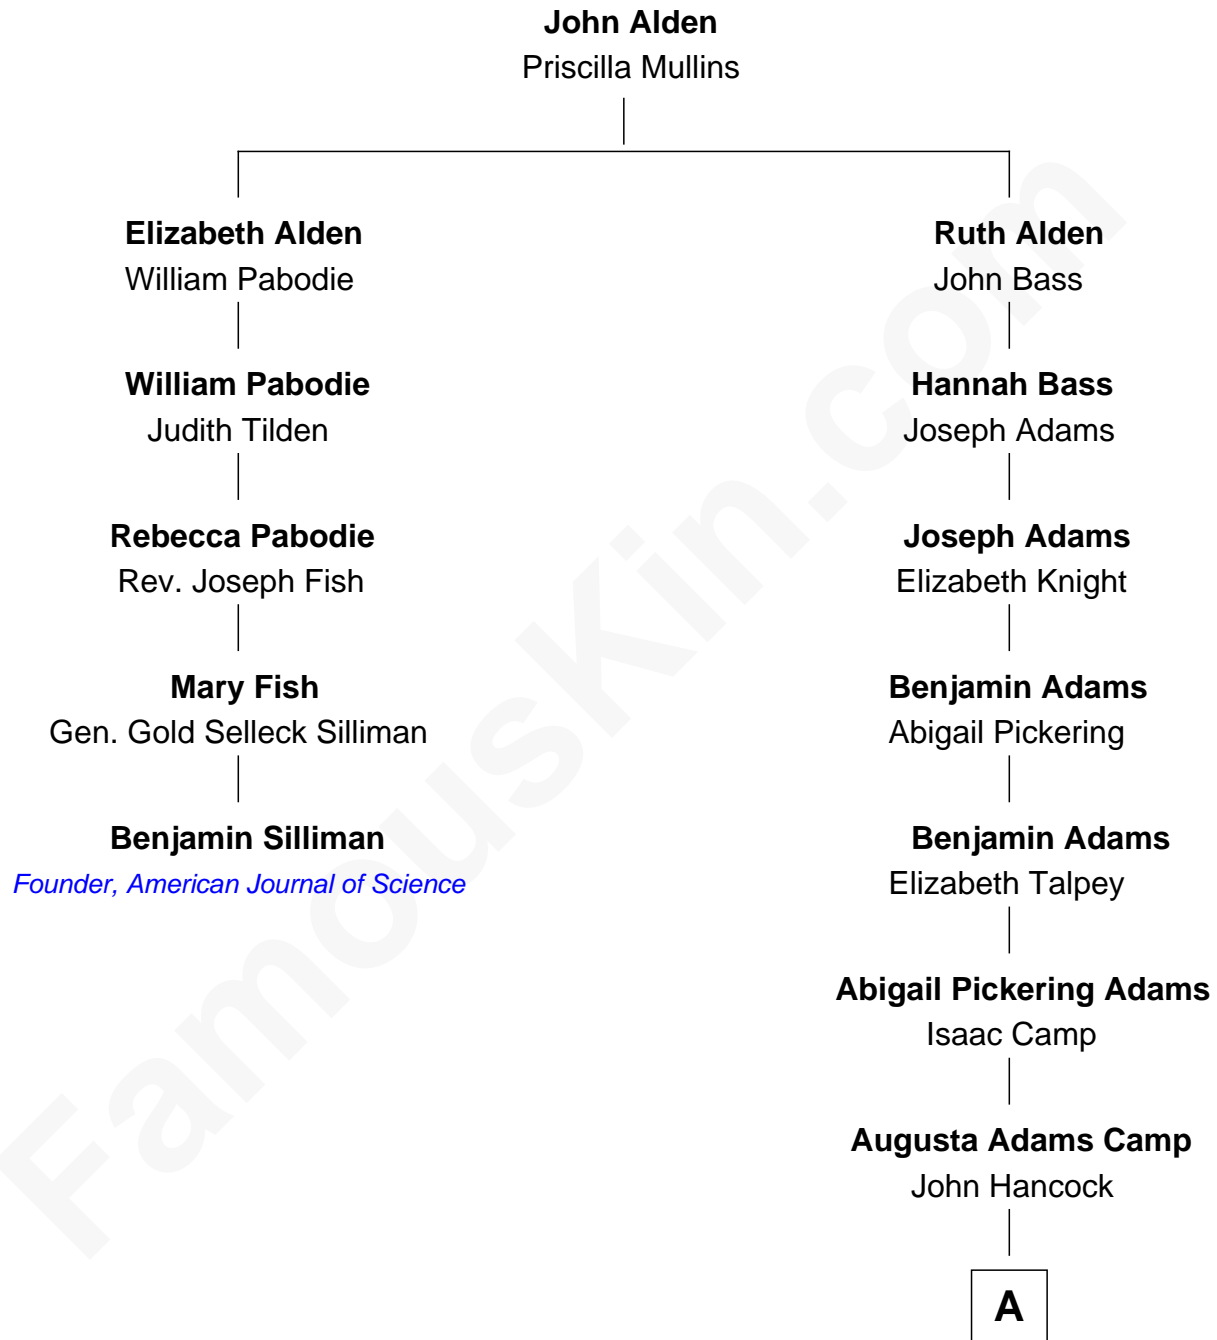 John Alden
Priscilla Mullins
Elizabeth Alden
William Pabodie
William Pabodie
Judith Tilden
Rebecca Pabodie
Rev. Joseph Fish
Mary Fish
Gen. Gold Selleck Silliman
Benjamin Silliman
Founder, American Journal of Science
Ruth Alden
John Bass
Hannah Bass
Joseph Adams
Joseph Adams
Elizabeth Knight
Benjamin Adams
Abigail Pickering
Benjamin Adams
Elizabeth Talpey
Abigail Pickering Adams
Isaac Camp
Augusta Adams Camp
John Hancock
A
FamousKin.com